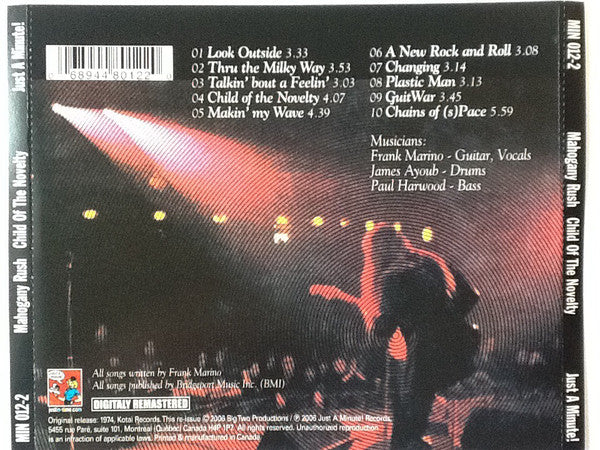 MIN 012-2 Mahogany Rush Child Of The Novelty Just A Minute!
68944 80122
01 Look Outside 3.33
02 Thru the Milky Way 3.53
03 Talkin' bout a Feelin' 3.03
04 Child of the Novelty 4.07
05 Makin' my Wave 4.39
06 A New Rock and Roll 3.08
07 Changing 3.14
08 Plastic Man 3.13
09 GuitWar 3.45
10 Chains of (s)Pace 5.59
Musicians:
Frank Marino - Guitar, Vocals
James Ayoub - Drums
Paul Harwood - Bass
All songs written by Frank Marino
All songs published by Bridgeport Music Inc. (BMI)
justin-time.com
DIGITALLY REMASTERED
Original release: 1974, Kotai Records. This re-issue © 2006 BigTwo Productions / ℗ 2006 Just A Minute! Records,
5455 rue Paré, suite 101, Montreal (Québec) Canada H4P 1P7. All rights reserved. Unauthorized reproduction
is an infraction of applicable laws. Printed & manufactured in Canada.
MIN 012-2 Mahogany Rush Child Of The Novelty Just A Minute!